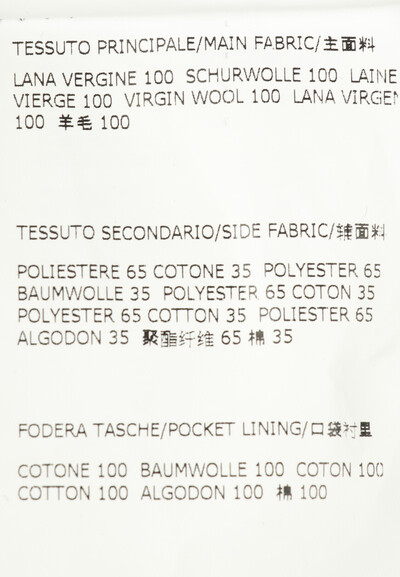 TESSUTO PRINCIPALE/MAIN FABRIC/主面料
LANA VERGINE 100 SCHURWOLLE 100 LAINE
VIERGE 100 VIRGIN WOOL 100 LANA VIRGEN
100 羊毛 100
TESSUTO SECONDARIO/SIDE FABRIC/辅面料
POLIESTERE 65 COTONE 35 POLYESTER 65
BAUMWOLLE 35 POLYESTER 65 COTON 35
POLYESTER 65 COTTON 35 POLIESTER 65
ALGODON 35 聚酯纤维 65 棉 35
FODERA TASCHE/POCKET LINING/口袋衬里
COTONE 100 BAUMWOLLE 100 COTON 100
COTTON 100 ALGODON 100 棉 100